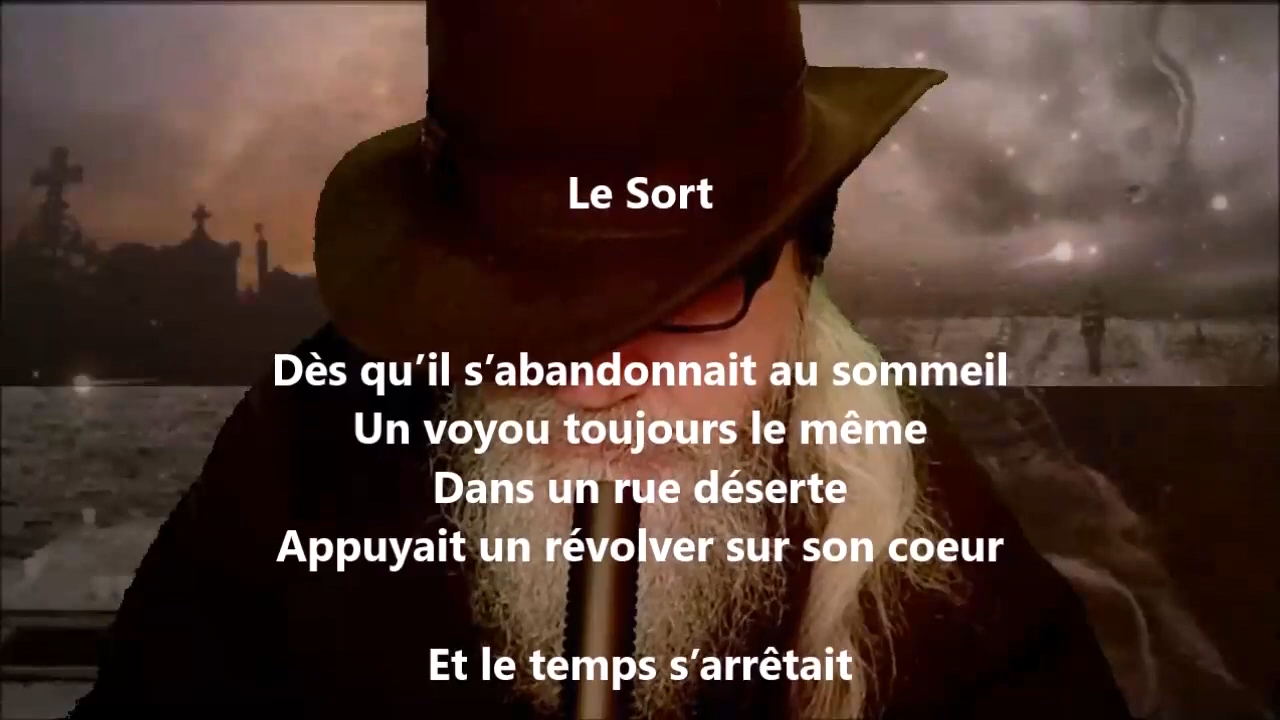 Le Sort
Dès qu’il s’abandonnait au sommeil
Un voyou toujours le même
Dans un rue déserte
Appuyait un révolver sur son coeur
Et le temps s’arrêtait